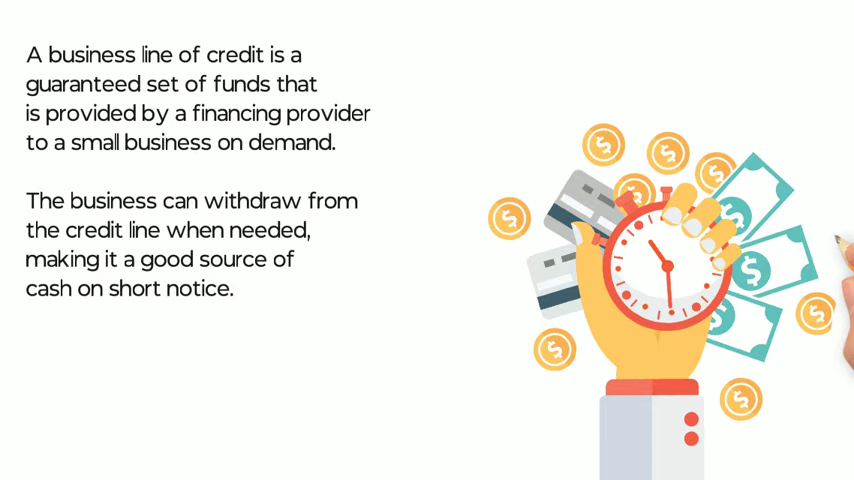 A business line of credit is a
guaranteed set of funds that
is provided by a financing provider
to a small business on demand.
The business can withdraw from
the credit line when needed,
making it a good source of
cash on short notice.